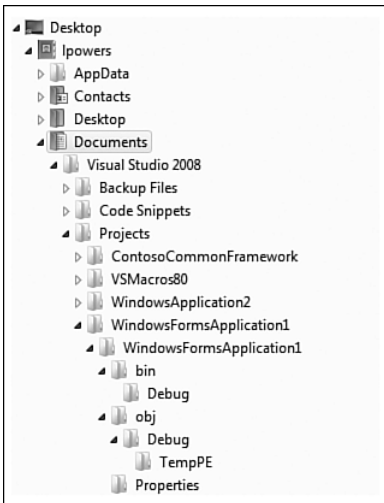 Desktop
lpowers
AppData
Contacts
Desktop
Documents
Visual Studio 2008
Backup Files
Code Snippets
Projects
ContosoCommonFramework
VSMacros80
WindowsApplication2
WindowsFormsApplication1
WindowsFormsApplication1
bin
Debug
obj
Debug
TempPE
Properties